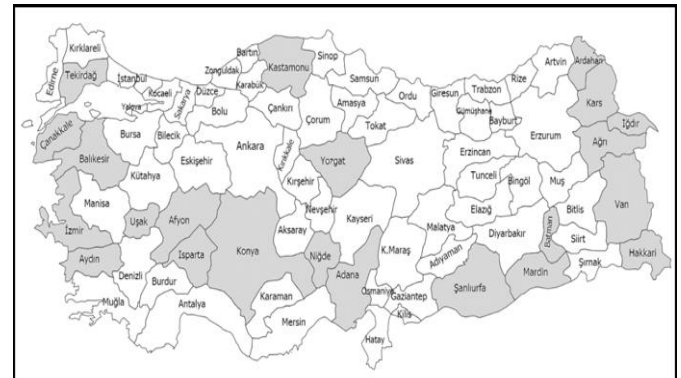 Kırklareli
Edirne
Tekirdağ
İstanbul
Kocaeli
Yalova
Sakarya
Düzce
Zonguldak
Bartın
Karabük
Kastamonu
Sinop
Samsun
Ordu
Giresun
Trabzon
Rize
Artvin
Ardahan
Kars
Iğdır
Ağrı
Çanakkale
Balıkesir
Bursa
Bilecik
Bolu
Çankırı
Çorum
Amasya
Tokat
Gümüşhane
Bayburt
Erzurum
Kütahya
Eskişehir
Ankara
Kırıkkale
Yozgat
Sivas
Erzincan
Tunceli
Bingöl
Muş
Van
Manisa
İzmir
Uşak
Afyon
Konya
Kırşehir
Nevşehir
Aksaray
Kayseri
Malatya
Elazığ
Diyarbakır
Batman
Bitlis
Siirt
Aydın
Denizli
Isparta
Burdur
Niğde
Adana
K.Maraş
Adıyaman
Şanlıurfa
Mardin
Şırnak
Hakkari
Muğla
Antalya
Karaman
Mersin
Osmaniye
Gaziantep
Kilis
Hatay